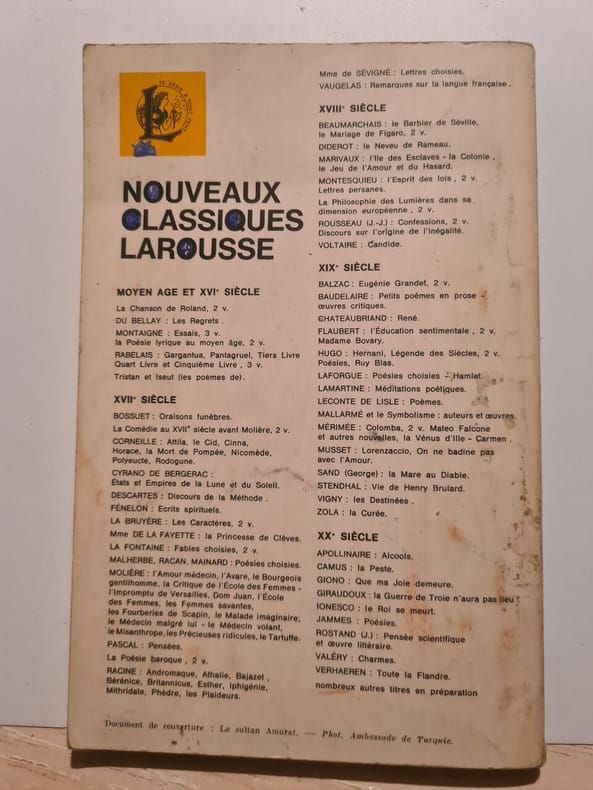 JE SÈME À TOUT VENT
NOUVEAUX
CLASSIQUES
LAROUSSE
MOYEN AGE ET XVIᵉ SIÈCLE
La Chanson de Roland, 2 v.
DU BELLAY : Les Regrets.
MONTAIGNE : Essais, 3 v.
la Poésie lyrique au moyen âge, 2 v.
RABELAIS : Gargantua, Pantagruel, Tiers Livre
Quart Livre et Cinquième Livre , 3 v.
Tristan et Iseut (les poèmes de).
XVIIᵉ SIÈCLE
BOSSUET : Oraisons funèbres.
La Comédie au XVIIᵉ siècle avant Molière, 2 v.
CORNEILLE : Attila, le Cid, Cinna,
Horace, la Mort de Pompée, Nicomède,
Polyeucte, Rodogune.
CYRANO DE BERGERAC :
États et Empires de la Lune et du Soleil.
DESCARTES : Discours de la Méthode .
FÉNELON : Ecrits spirituels.
LA BRUYÈRE : Les Caractères, 2 v.
Mme DE LA FAYETTE : la Princesse de Clèves.
LA FONTAINE : Fables choisies, 2 v.
MALHERBE, RACAN, MAINARD : Poésies choisies.
MOLIÈRE : l'Amour médecin, l'Avare, le Bourgeois
gentilhomme, la Critique de l'École des Femmes -
l'Impromptu de Versailles, Dom Juan, l'École
des Femmes, les Femmes savantes,
les Fourberies de Scapin, le Malade imaginaire,
le Médecin malgré lui - le Médecin volant,
le Misanthrope, les Précieuses ridicules, le Tartuffe.
PASCAL : Pensées.
La Poésie baroque , 2 v.
RACINE : Andromaque, Athalie, Bajazet ,
Bérénice, Britannicus, Esther, Iphigénie,
Mithridate, Phèdre, les Plaideurs.
Mme de SÉVIGNÉ : Lettres choisies.
VAUGELAS : Remarques sur la langue française .
XVIIIᵉ SIÈCLE
BEAUMARCHAIS : le Barbier de Séville,
le Mariage de Figaro, 2 v.
DIDEROT : le Neveu de Rameau.
MARIVAUX : l'Ile des Esclaves - la Colonie ,
le Jeu de l'Amour et du Hasard.
MONTESQUIEU : l'Esprit des lois , 2 v.
Lettres persanes.
La Philosophie des Lumières dans sa
dimension européenne , 2 v.
ROUSSEAU (J.-J.) : Confessions, 2 v.
Discours sur l'origine de l'Inégalité.
VOLTAIRE : Candide.
XIXᵉ SIÈCLE
BALZAC : Eugénie Grandet, 2 v.
BAUDELAIRE : Petits poèmes en prose -
œuvres critiques.
CHATEAUBRIAND : René.
FLAUBERT : l'Éducation sentimentale , 2 v.
Madame Bovary.
HUGO : Hernani, Légende des Siècles, 2 v.
Poésies, Ruy Blas.
LAFORGUE : Poésies choisies - Hamlet.
LAMARTINE : Méditations poétiques.
LECONTE DE LISLE : Poèmes.
MALLARMÉ et le Symbolisme : auteurs et œuvres.
MÉRIMÉE : Colomba, 2 v. Mateo Falcone
et autres nouvelles, la Vénus d'Ille - Carmen .
MUSSET : Lorenzaccio, On ne badine pas
avec l'Amour.
SAND (George) : la Mare au Diable.
STENDHAL : Vie de Henry Brulard.
VIGNY : les Destinées .
ZOLA : la Curée.
XXᵉ SIÈCLE
APOLLINAIRE : Alcools.
CAMUS : la Peste.
GIONO : Que ma Joie demeure.
GIRAUDOUX : la Guerre de Troie n'aura pas lieu
IONESCO : le Roi se meurt.
JAMMES : Poésies.
ROSTAND (J.) : Pensée scientifique
et œuvre littéraire.
VALÉRY : Charmes.
VERHAEREN : Toute la Flandre.
nombreux autres titres en préparation
Document de couverture : Le sultan Amurat. — Phot. Ambassade de Turquie.